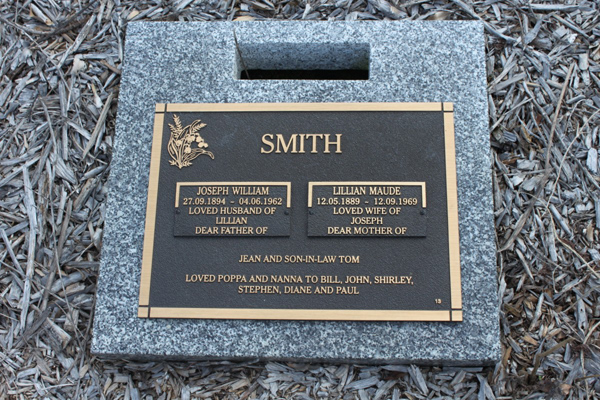 SMITH
JOSEPH WILLIAM
27.09.1894 - 04.06.1962
LOVED HUSBAND OF
LILLIAN
DEAR FATHER OF
LILLIAN MAUDE
12.05.1889 - 12.09.1969
LOVED WIFE OF
JOSEPH
DEAR MOTHER OF
JEAN AND SON-IN-LAW TOM
LOVED POPPA AND NANNA TO BILL, JOHN, SHIRLEY,
STEPHEN, DIANE AND PAUL
13